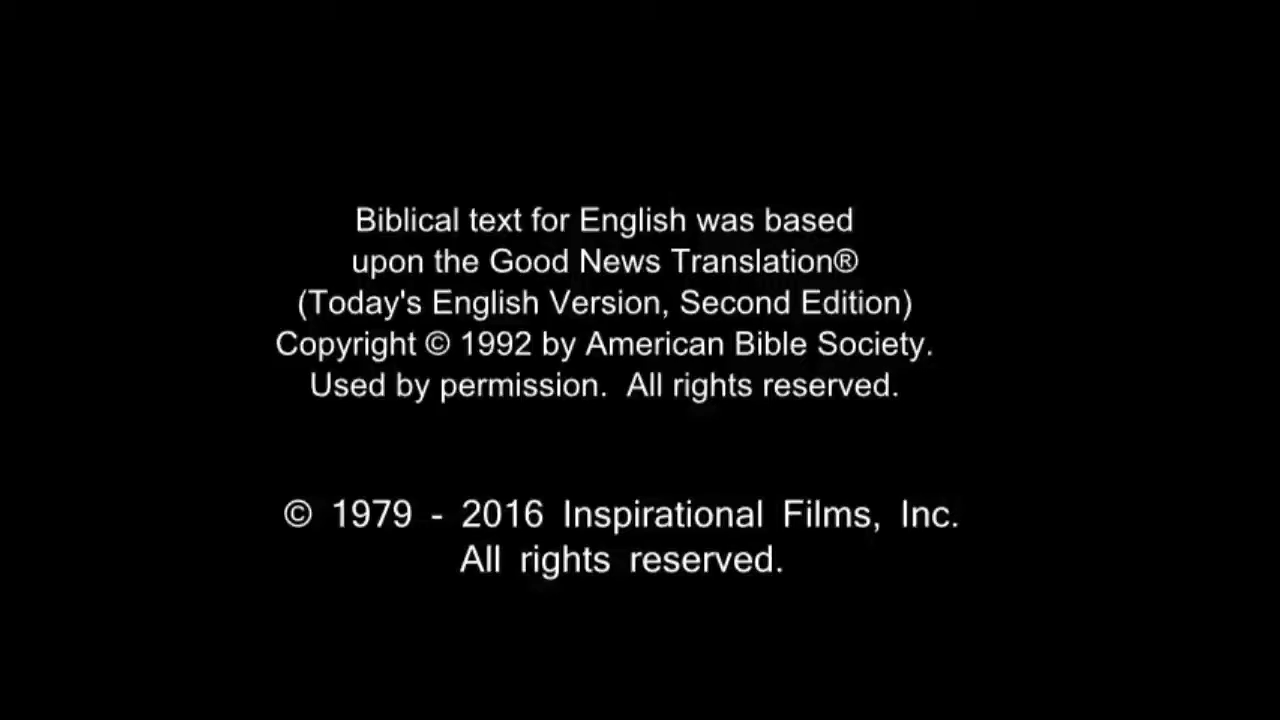 Biblical text for English was based
upon the Good News Translation®
(Today's English Version, Second Edition)
Copyright © 1992 by American Bible Society.
Used by permission.  All rights reserved.
© 1979 - 2016 Inspirational Films, Inc.
All rights reserved.